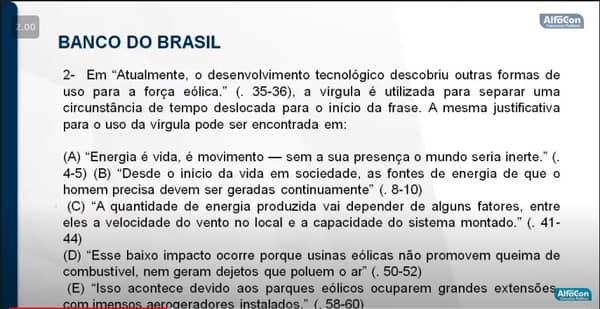 2.00
AlfaCon
Concursos Públicos
BANCO DO BRASIL
2- Em “Atualmente, o desenvolvimento tecnológico descobriu outras formas de
uso para a força eólica.” (. 35-36), a vírgula é utilizada para separar uma
circunstância de tempo deslocada para o início da frase. A mesma justificativa
para o uso da vírgula pode ser encontrada em:
(A) “Energia é vida, é movimento — sem a sua presença o mundo seria inerte.” (.
4-5) (B) “Desde o início da vida em sociedade, as fontes de energia de que o
homem precisa devem ser geradas continuamente” (. 8-10)
(C) “A quantidade de energia produzida vai depender de alguns fatores, entre
eles a velocidade do vento no local e a capacidade do sistema montado.” (. 41-
44)
(D) “Esse baixo impacto ocorre porque usinas eólicas não promovem queima de
combustível, nem geram dejetos que poluem o ar” (. 50-52)
(E) “Isso acontece devido aos parques eólicos ocuparem grandes extensões,
com imensos aerogeradores instalados.” (. 58-60)
AlfaCon